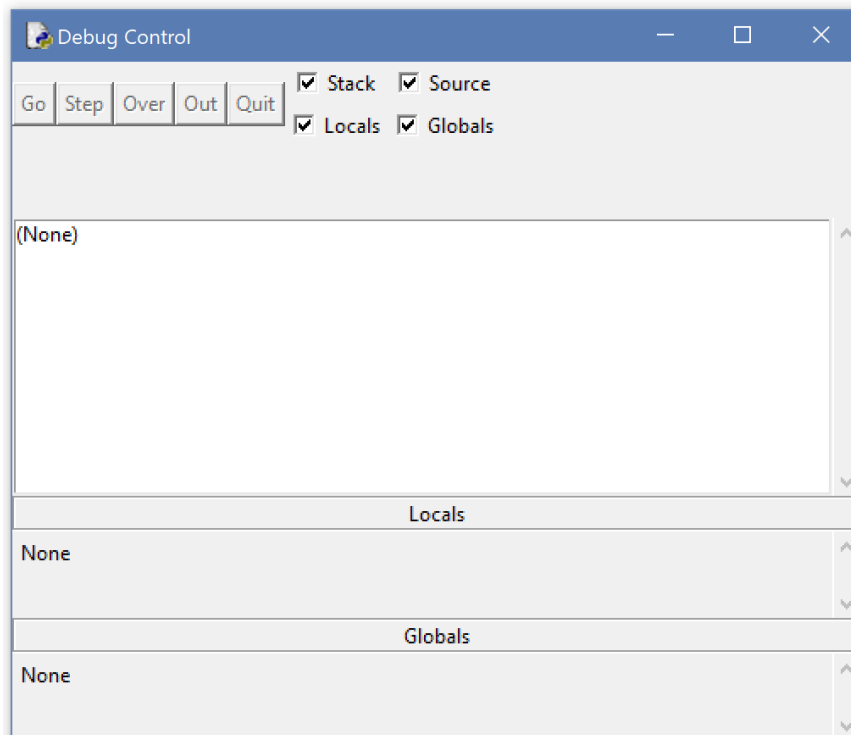 Debug Control
Go Step Over Out Quit
Stack Source
Locals Globals
(None)
Locals
None
Globals
None